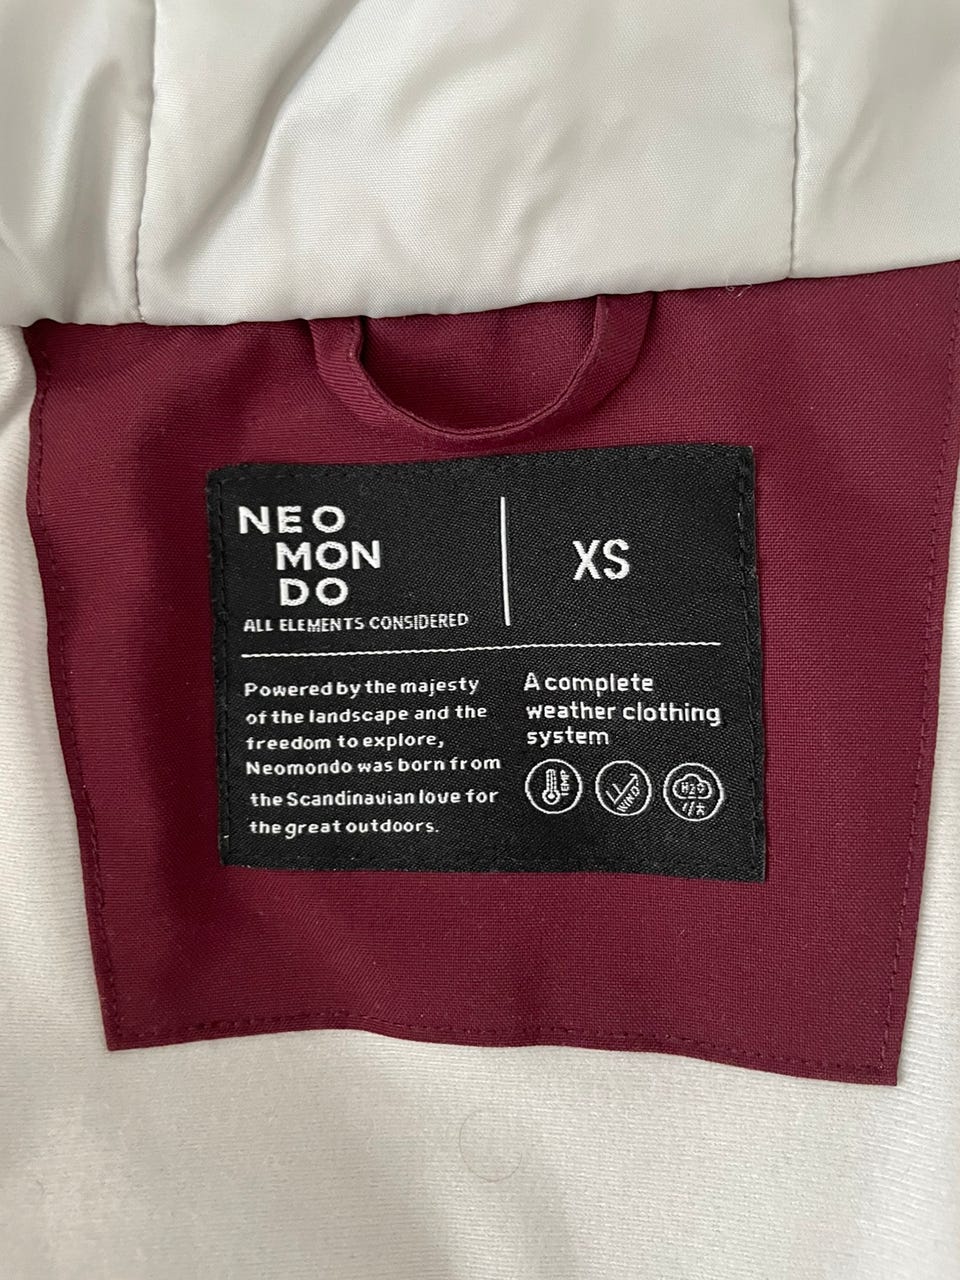 NEO
MON
DO
ALL ELEMENTS CONSIDERED
XS
Powered by the majesty
of the landscape and the
freedom to explore,
Neomondo was born from
the Scandinavian love for
the great outdoors.
A complete
weather clothing
system
TEMP
WIND
H2O